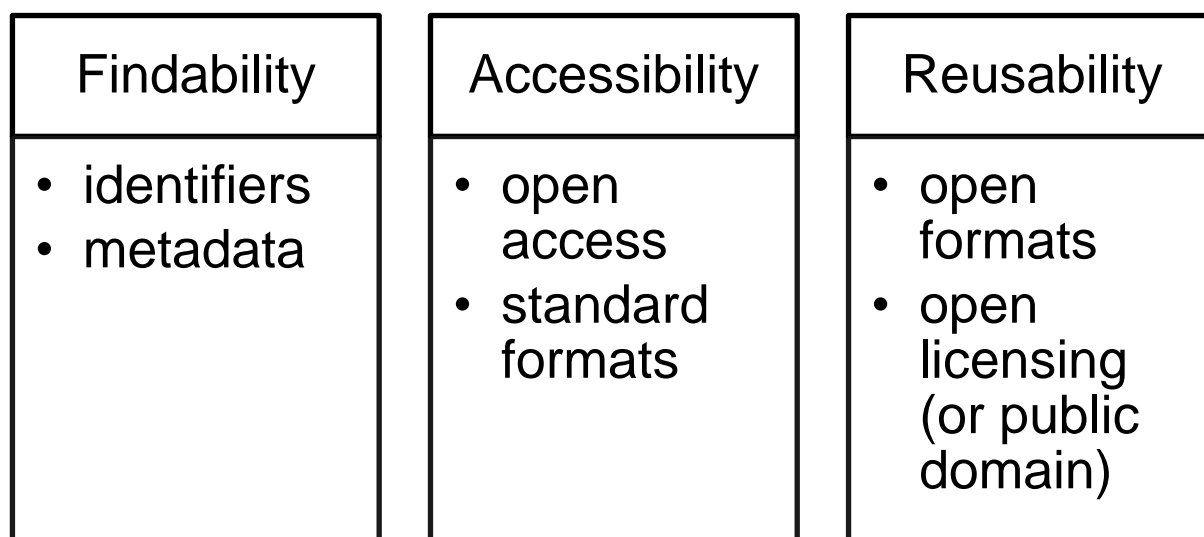 Findability
• identifiers
• metadata
Accessibility
• open
access
• standard
formats
Reusability
• open
formats
• open
licensing
(or public
domain)